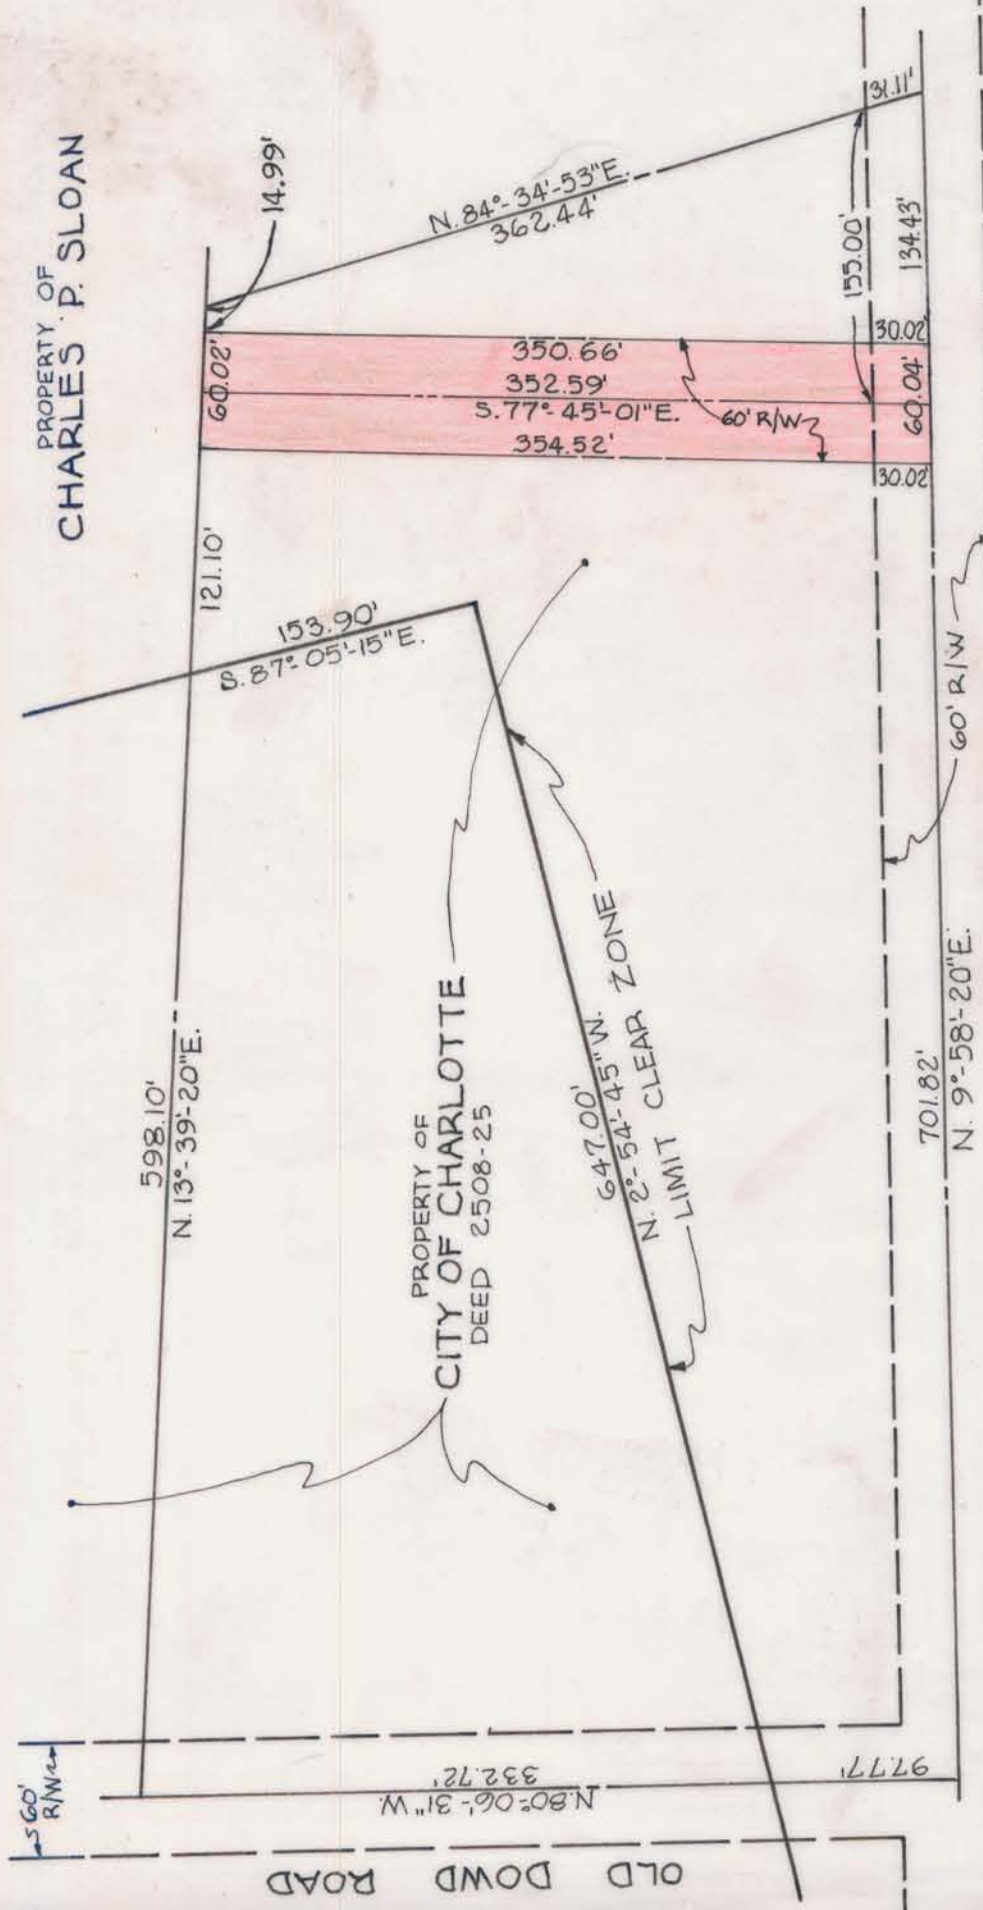 PROPERTY OF
CHARLES P. SLOAN
14.99'
N. 84°-34'-53"E.
362.44'
31.11'
155.00'
134.43'
60.02'
350.66'
352.59'
S. 77°-45'-01"E.
354.52'
60' R/W
30.02'
60.04'
30.02'
121.10'
153.90'
S. 87°-05'-15"E.
598.10'
N. 13°-39'-20"E.
PROPERTY OF
CITY OF CHARLOTTE
DEED 2508-25
647.00'
N. 2°-54'-45"W.
LIMIT CLEAR ZONE
60' R/W
701.82'
N. 9°-58'-20"E.
60'
R/W
N. 80°-06'-31"W.
332.72'
97.77'
OLD DOWD ROAD